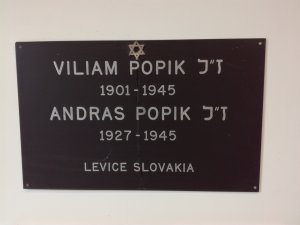 VILIAM POPIK ז"ל
1901 - 1945
ANDRAS POPIK ז"ל
1927 - 1945
LEVICE SLOVAKIA